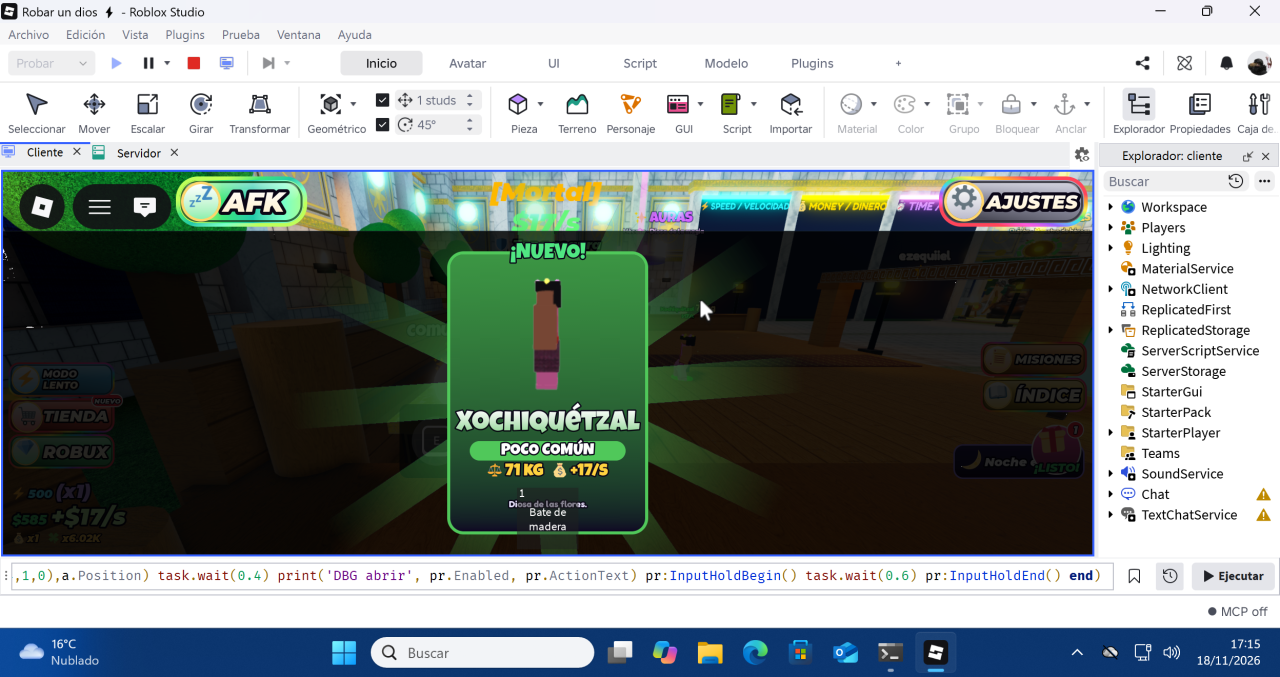 Robar un dios ⚡ - Roblox Studio
Archivo Edición Vista Plugins Prueba Ventana Ayuda
Probar Inicio Avatar UI Script Modelo Plugins +
1 studs
45°
Seleccionar Mover Escalar Girar Transformar Geométrico Pieza Terreno Personaje GUI Script Importar Material Color Grupo Bloquear Anclar Explorador Propiedades Caja de.
Cliente Servidor
Explorador: cliente
Buscar
zzZ AFK
[Mortal]
$17/s
AURAS
SPEED / VELOCIDAD
MONEY / DINERO
TIME /
AJUSTES
¡NUEVO!
ezequiiel
MODO LENTO
NUEVO
TIENDA
ROBUX
500 (x1)
$585 +$17/s
x1 x6.02K
E
XOCHIQUÉTZAL
POCO COMÚN
71 KG +17/S
1
Diosa de las flores.
Bate de
madera
MISIONES
ÍNDICE
Noche
1
¡LISTO!
Workspace
Players
Lighting
MaterialService
NetworkClient
ReplicatedFirst
ReplicatedStorage
ServerScriptService
ServerStorage
StarterGui
StarterPack
StarterPlayer
Teams
SoundService
Chat
TextChatService
,1,0),a.Position) task.wait(0.4) print('DBG abrir', pr.Enabled, pr.ActionText) pr:InputHoldBegin() task.wait(0.6) pr:InputHoldEnd() end)
Ejecutar
MCP off
16°C
Nublado
Buscar
17:15
18/11/2026